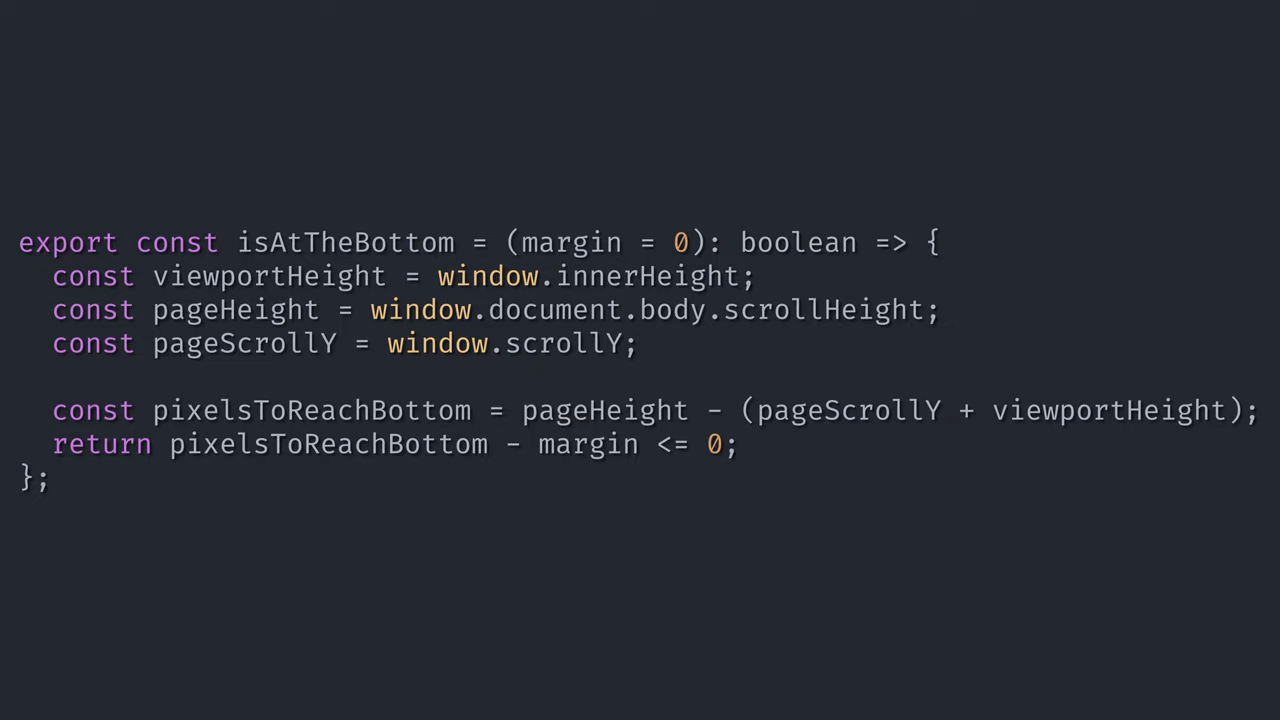 export const isAtTheBottom = (margin = 0): boolean => {
  const viewportHeight = window.innerHeight;
  const pageHeight = window.document.body.scrollHeight;
  const pageScrollY = window.scrollY;

  const pixelsToReachBottom = pageHeight - (pageScrollY + viewportHeight);
  return pixelsToReachBottom - margin <= 0;
};